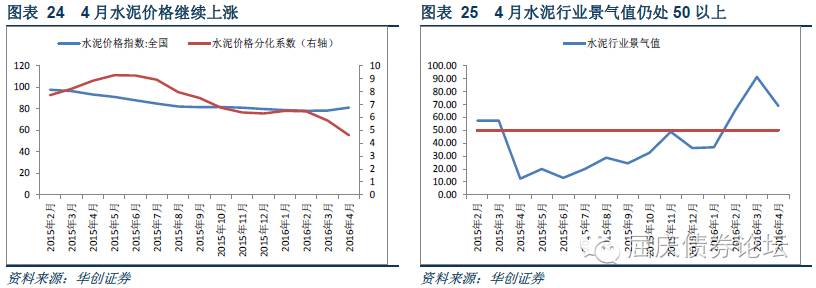 图表 24 4月水泥价格继续上涨
水泥价格指数:全国
水泥价格分化系数（右轴）
120
100
80
60
40
20
0
10
9
8
7
6
5
4
3
2
1
0
2015年2月
2015年3月
2015年4月
2015年5月
2015年6月
2015年7月
2015年8月
2015年9月
2015年10月
2015年11月
2015年12月
2016年1月
2016年2月
2016年3月
2016年4月
资料来源：华创证券
图表 25 4月水泥行业景气值仍处50以上
水泥行业景气值
100.00
90.00
80.00
70.00
60.00
50.00
40.00
30.00
20.00
10.00
0.00
2015年2月
2015年3月
2015年4月
2015年5月
2015年6月
2015年7月
2015年8月
2015年9月
2015年10月
2015年11月
2015年12月
2016年1月
2016年2月
2016年3月
2016年4月
屈庆债券论坛
资料来源：华创证券